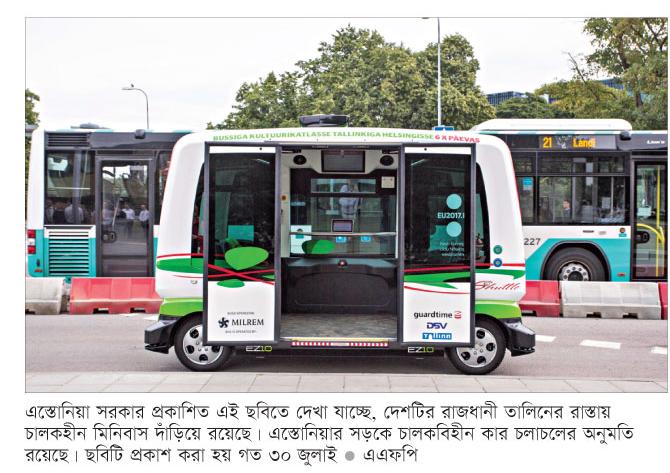 BUSSIGA KULTUURIKATLASSE TALLINKIGA HELSINGISSE 6 X PÄEVAS
21 Landi
EU2017.
227
Shuttle
MILREM
guardtime
DSV
Tallinn
EZ10
EZ10
এস্তোনিয়া সরকার প্রকাশিত এই ছবিতে দেখা যাচ্ছে, দেশটির রাজধানী তালিনের রাস্তায়
চালকহীন মিনিবাস দাঁড়িয়ে রয়েছে। এস্তোনিয়ার সড়কে চালকবিহীন কার চলাচলের অনুমতি
রয়েছে। ছবিটি প্রকাশ করা হয় গত ৩০ জুলাই ● এএফপি